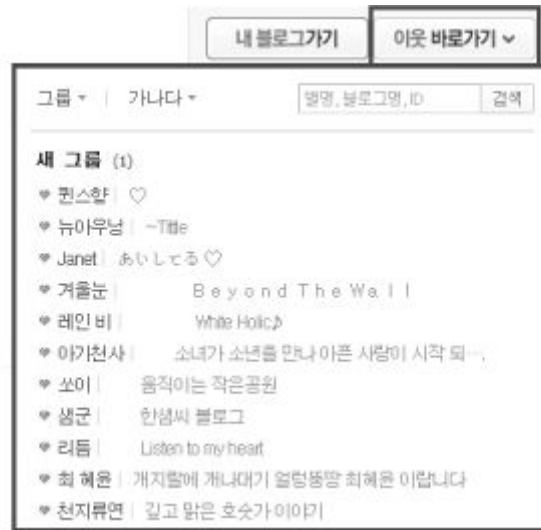 내 블로그가기 이웃 바로가기
그룹 가나다 별명, 블로그명, ID 검색
새 그룹 (1)
퀸스향 ♡
뉴아우닝 ~Title
Janet あいしてる♡
겨울눈 Beyond The Wall
레인 비 White Holic♪
아기천사 소녀가 소년를 만나 아픈 사랑이 시작 되…,
쏘이 움직이는 작은공원
샘군 한샘씨 블로그
리듬 Listen to my heart
최 혜윤 개지랄에 개나대기 얼렁뚱땅 최혜윤 이랍니다
천지류연 깊고 맑은 호숫가 이야기